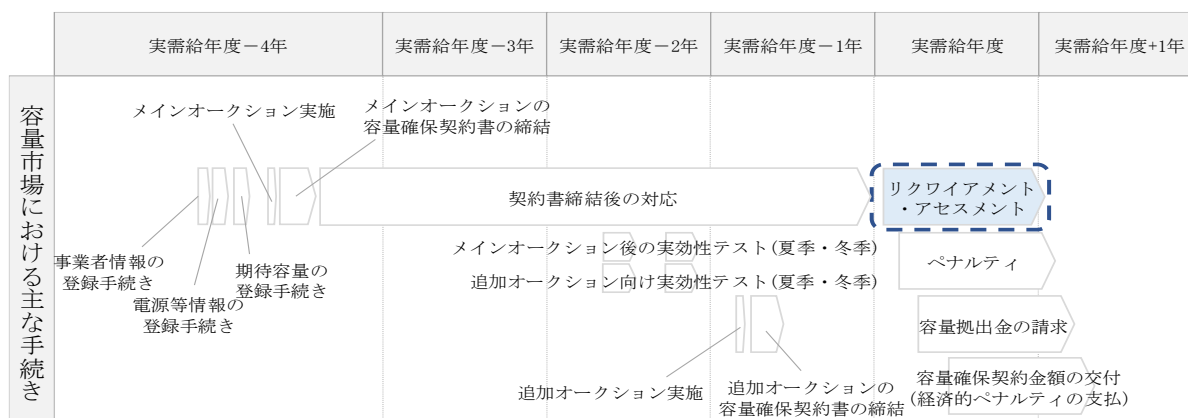 実需給年度－4年
実需給年度－3年
実需給年度－2年
実需給年度－1年
実需給年度
実需給年度+1年
容量市場における主な手続き
メインオークション実施
メインオークションの
容量確保契約書の締結
契約書締結後の対応
リクワイアメント
・アセスメント
事業者情報の
登録手続き
電源等情報の
登録手続き
期待容量の
登録手続き
メインオークション後の実効性テスト(夏季・冬季)
追加オークション向け実効性テスト(夏季・冬季)
ペナルティ
追加オークション実施
追加オークションの
容量確保契約書の締結
容量拠出金の請求
容量確保契約金額の交付
(経済的ペナルティの支払)